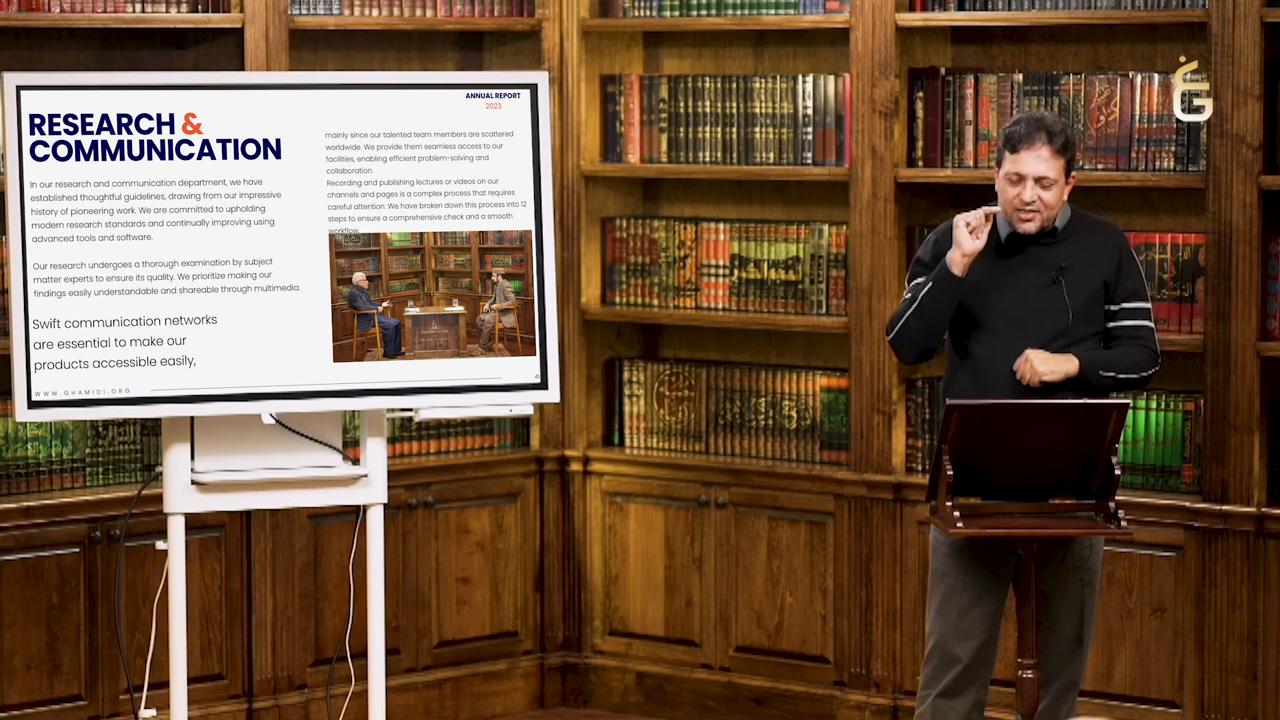 ANNUAL REPORT
2023
RESEARCH &
COMMUNICATION
In our research and communication department, we have
established thoughtful guidelines, drawing from our impressive
history of pioneering work. We are committed to upholding
modern research standards and continually improving using
advanced tools and software.
Our research undergoes a thorough examination by subject
matter experts to ensure its quality. We prioritize making our
findings easily understandable and shareable through multimedia.
Swift communication networks
are essential to make our
products accessible easily,
mainly since our talented team members are scattered
worldwide. We provide them seamless access to our
facilities, enabling efficient problem-solving and
collaboration.
Recording and publishing lectures or videos on our
channels and pages is a complex process that requires
careful attention. We have broken down this process into 12
steps to ensure a comprehensive check and a smooth
workflow.
WWW.GHAMIDI.ORG